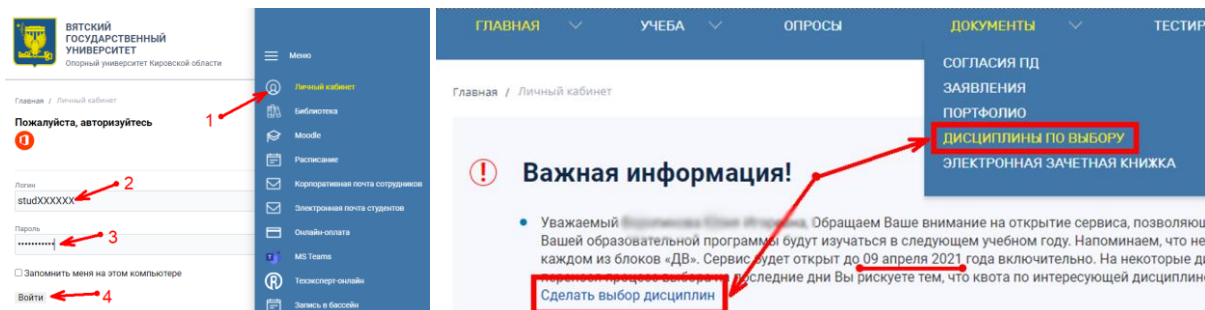 ВЯТСКИЙ
ГОСУДАРСТВЕННЫЙ
УНИВЕРСИТЕТ
Опорный университет Кировской области
Главная / Личный кабинет
Пожалуйста, авторизуйтесь
Логин
studXXXXXX
2
Пароль
3
Запомнить меня на этом компьютере
Войти
4
Меню
1
Личный кабинет
Библиотека
Moodle
Расписание
Корпоративная почта сотрудников
Электронная почта студентов
Онлайн-оплата
MS Teams
Техэксперт-онлайн
Запись в бассейн
ГЛАВНАЯ УЧЕБА ОПРОСЫ ДОКУМЕНТЫ ТЕСТИР
СОГЛАСИЯ ПД
ЗАЯВЛЕНИЯ
ПОРТФОЛИО
ДИСЦИПЛИНЫ ПО ВЫБОРУ
ЭЛЕКТРОННАЯ ЗАЧЕТНАЯ КНИЖКА
Главная / Личный кабинет
Важная информация!
Уважаемый Обращаем Ваше внимание на открытие сервиса, позволяющ
Вашей образовательной программы будут изучаться в следующем учебном году. Напоминаем, что не
каждом из блоков «ДВ». Сервис будет открыт до 09 апреля 2021 года включительно. На некоторые ди
последние дни Вы рискуете тем, что квота по интересующей дисциплин
Сделать выбор дисциплин